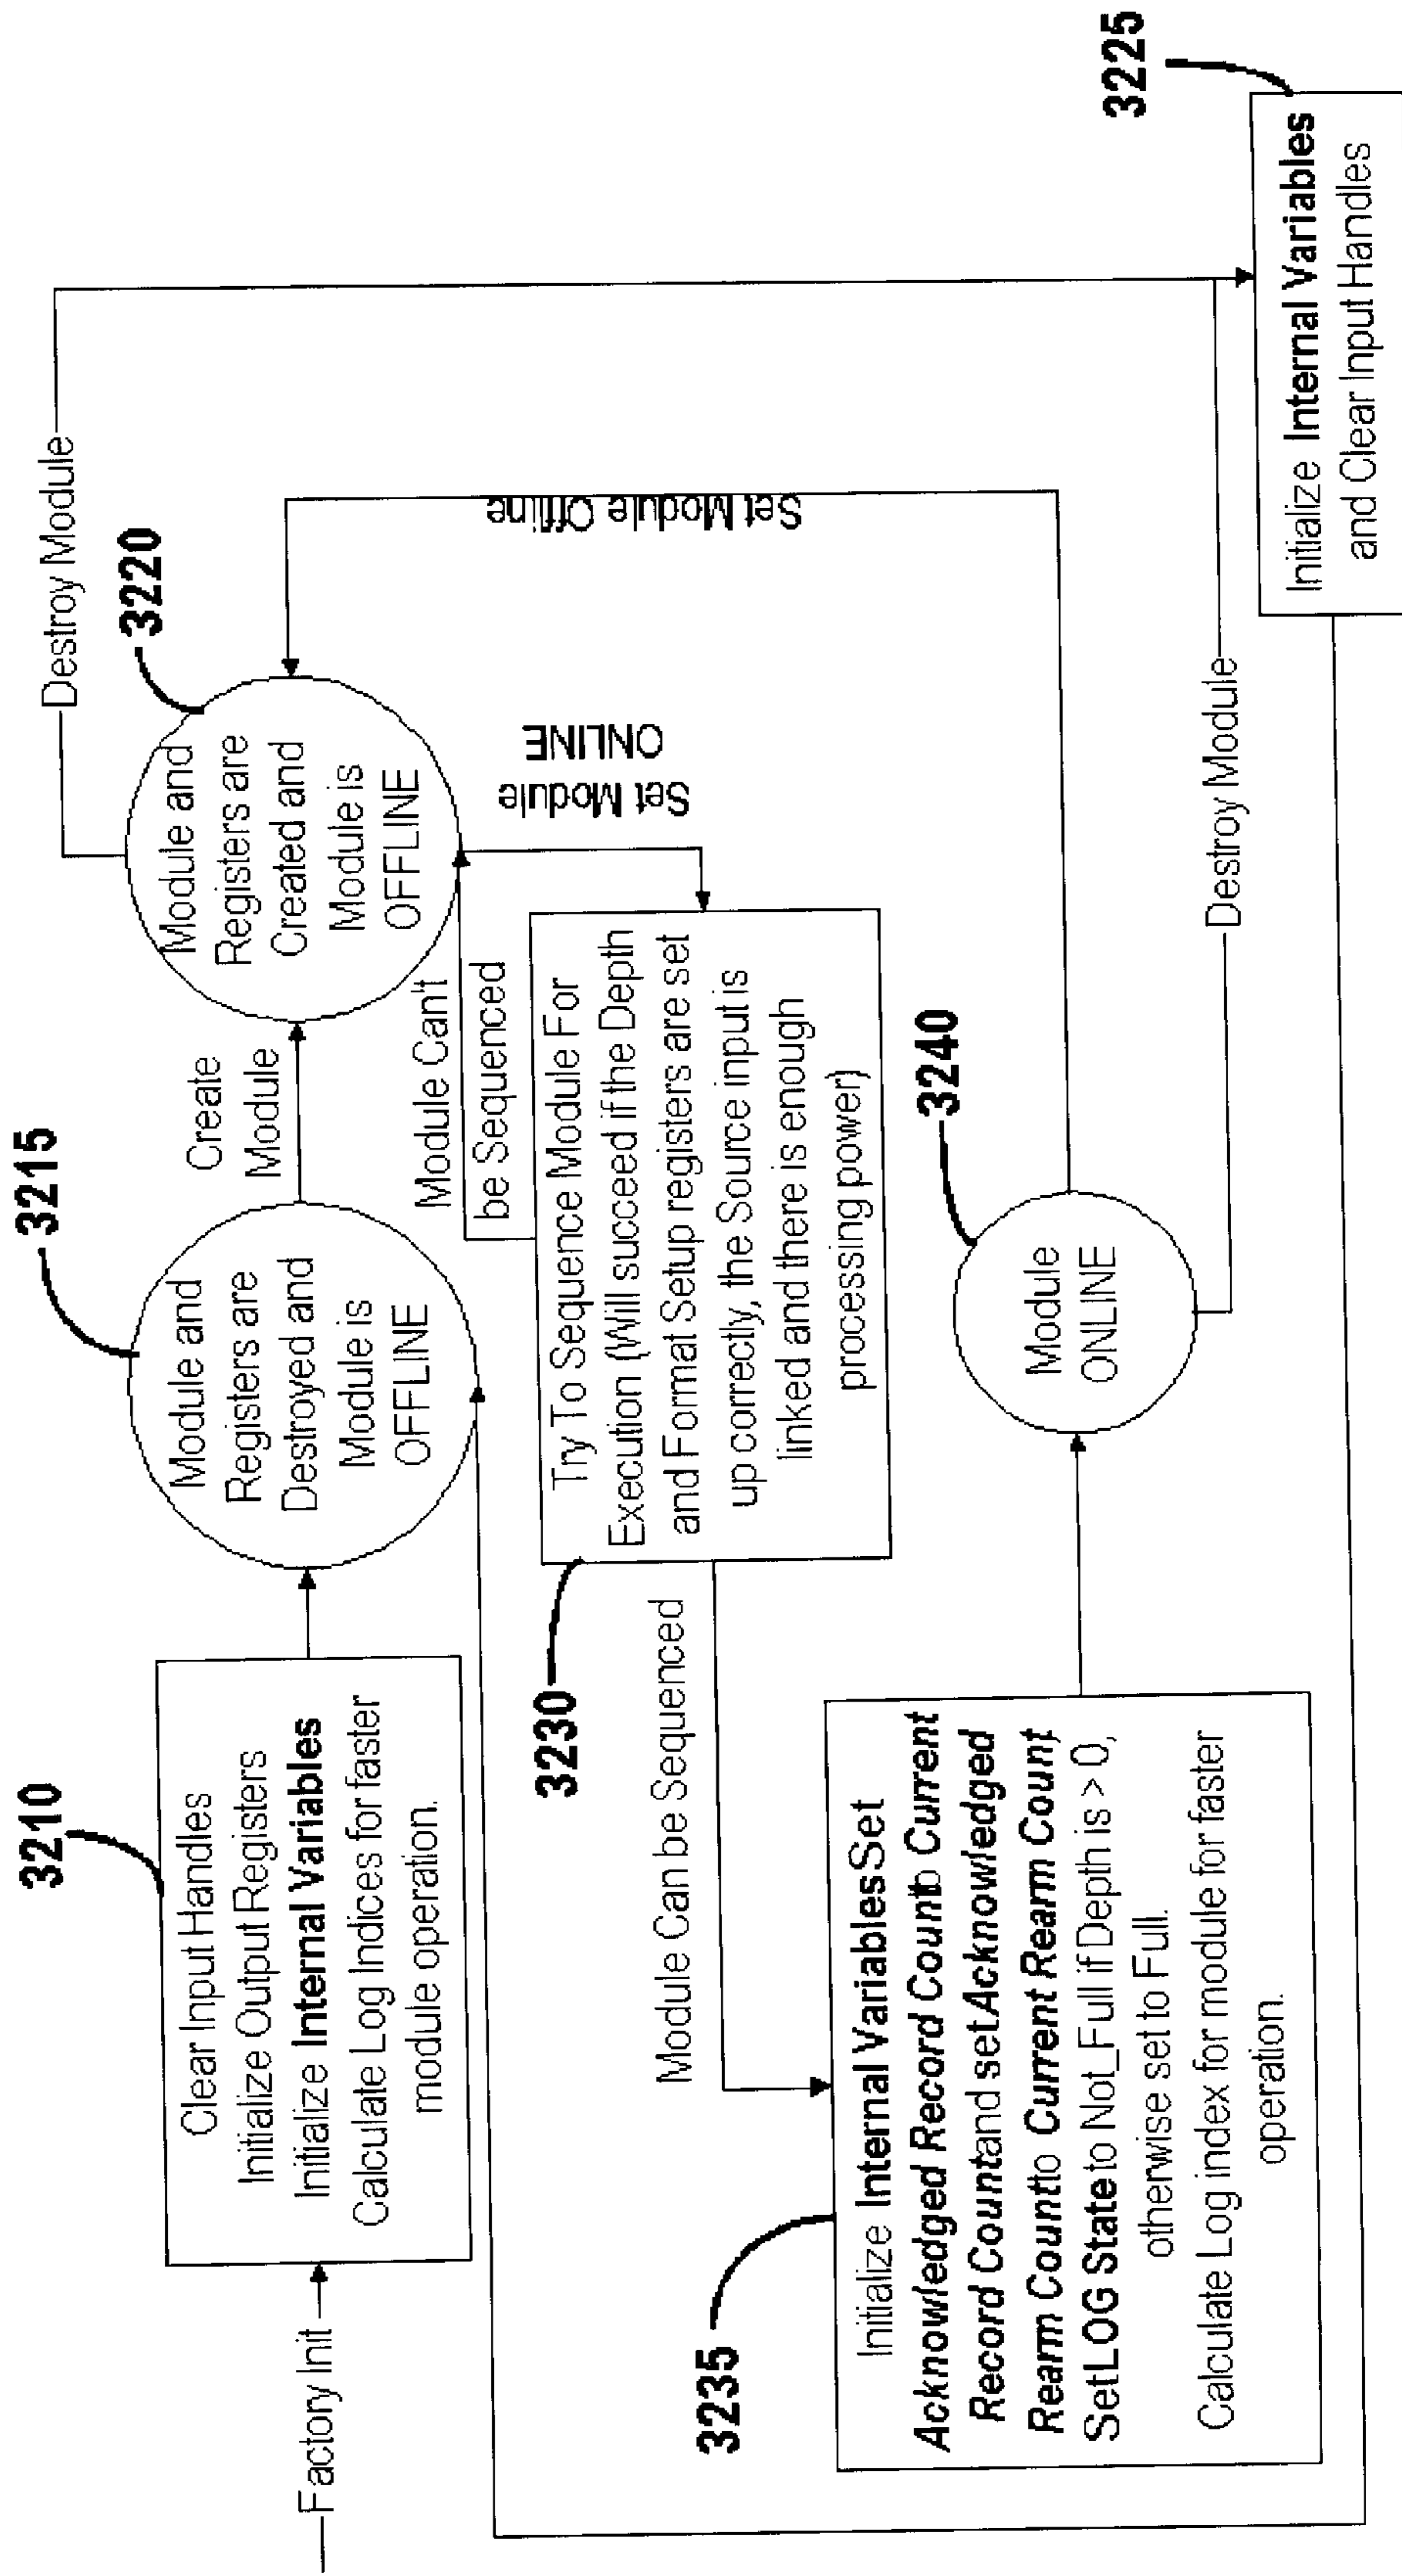 Factory Init
3210
Clear Input Handles
Initialize Output Registers
Initialize Internal Variables
Calculate Log Indices for faster
module operation.
3215
Module and
Registers are
Destroyed and
Module is
OFFLINE
Create
Module
3220
Module and
Registers are
Created and
Module is
OFFLINE
Destroy Module
Set Module
ONLINE
Set Module Offline
Module Can't
be Sequenced
3230
Try To Sequence Module For
Execution (Will succeed if the Depth
and Format Setup registers are set
up correctly, the Source input is
linked and there is enough
processing power)
Module Can be Sequenced
3235
Initialize Internal Variables Set
Acknowledged Record Count to Current
Record Count and set Acknowledged
Rearm Count to Current Rearm Count
Set LOG State to Not_Full if Depth is > 0,
otherwise set to Full.
Calculate Log index for module for faster
operation.
3240
Module
ONLINE
Destroy Module
3225
Initialize Internal Variables
and Clear Input Handles